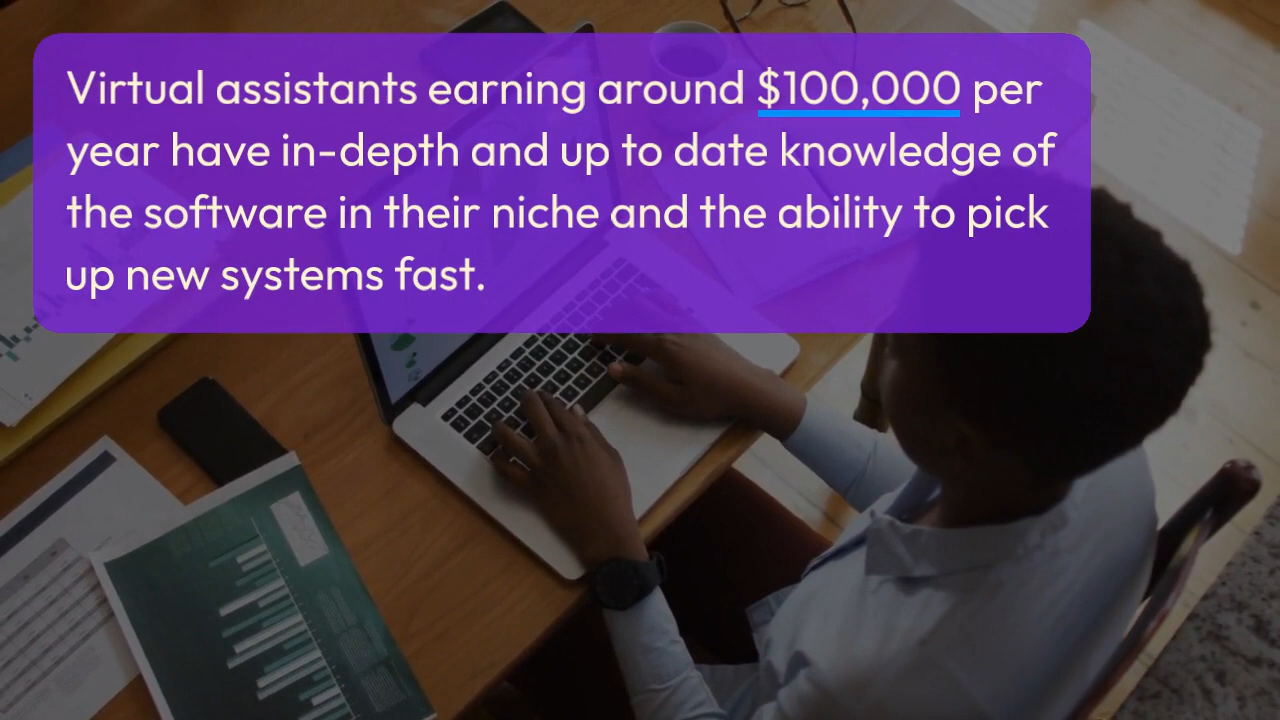 Virtual assistants earning around $100,000 per
year have in-depth and up to date knowledge of
the software in their niche and the ability to pick
up new systems fast.